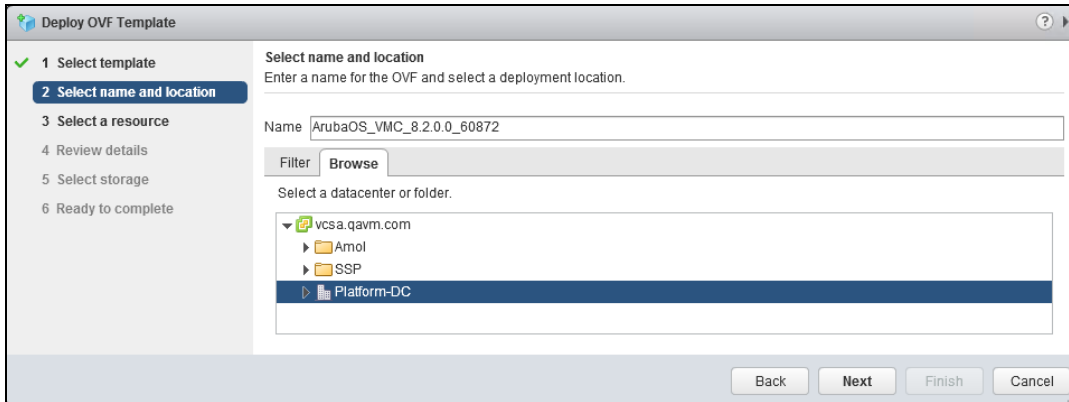 Deploy OVF Template
?
1 Select template
2 Select name and location
3 Select a resource
4 Review details
5 Select storage
6 Ready to complete
Select name and location
Enter a name for the OVF and select a deployment location.
Name ArubaOS_VMC_8.2.0.0_60872
Filter Browse
Select a datacenter or folder.
vcsa.qavm.com
Amol
SSP
Platform-DC
Back Next Finish Cancel